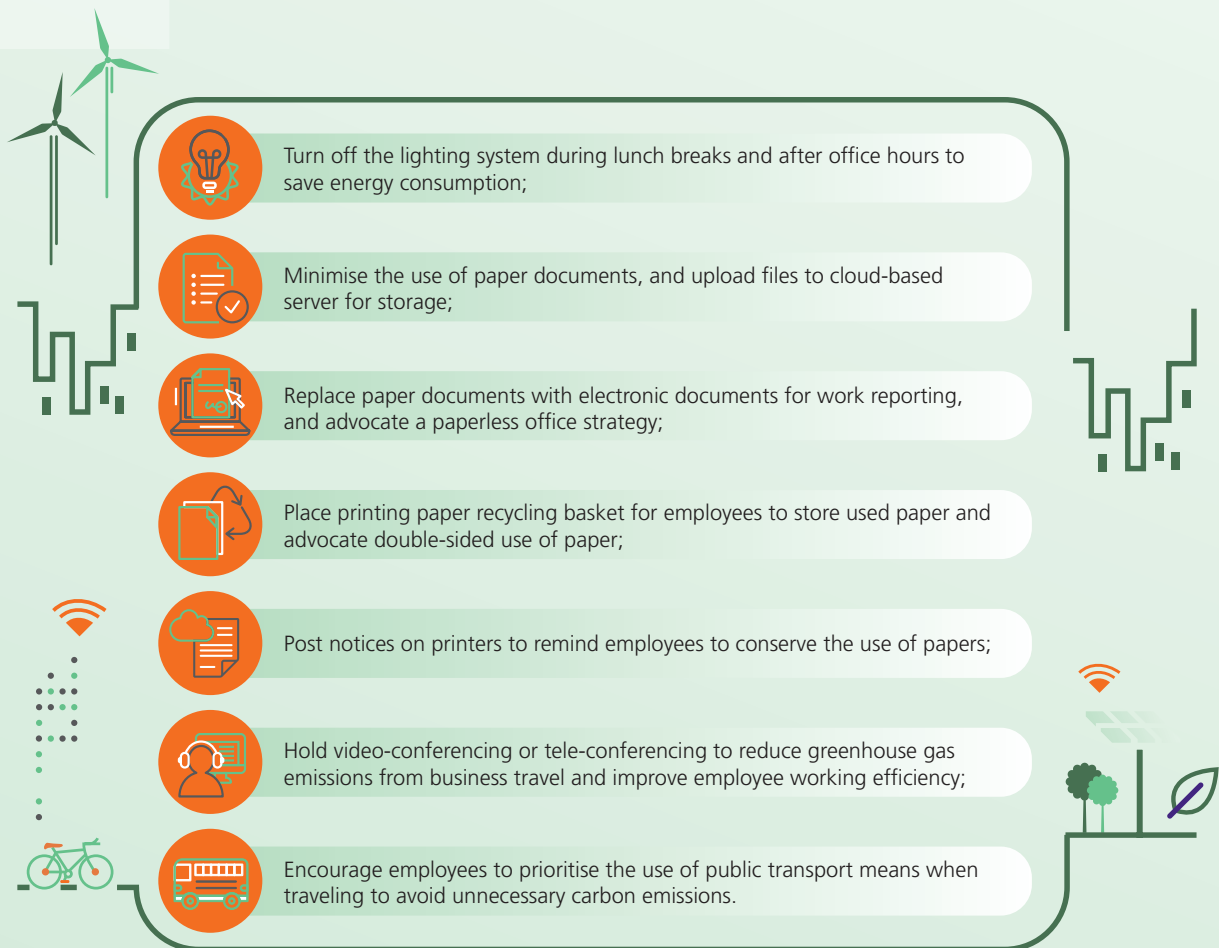 Turn off the lighting system during lunch breaks and after office hours to
save energy consumption;
Minimise the use of paper documents, and upload files to cloud-based
server for storage;
Replace paper documents with electronic documents for work reporting,
and advocate a paperless office strategy;
Place printing paper recycling basket for employees to store used paper and
advocate double-sided use of paper;
Post notices on printers to remind employees to conserve the use of papers;
Hold video-conferencing or tele-conferencing to reduce greenhouse gas
emissions from business travel and improve employee working efficiency;
Encourage employees to prioritise the use of public transport means when
traveling to avoid unnecessary carbon emissions.